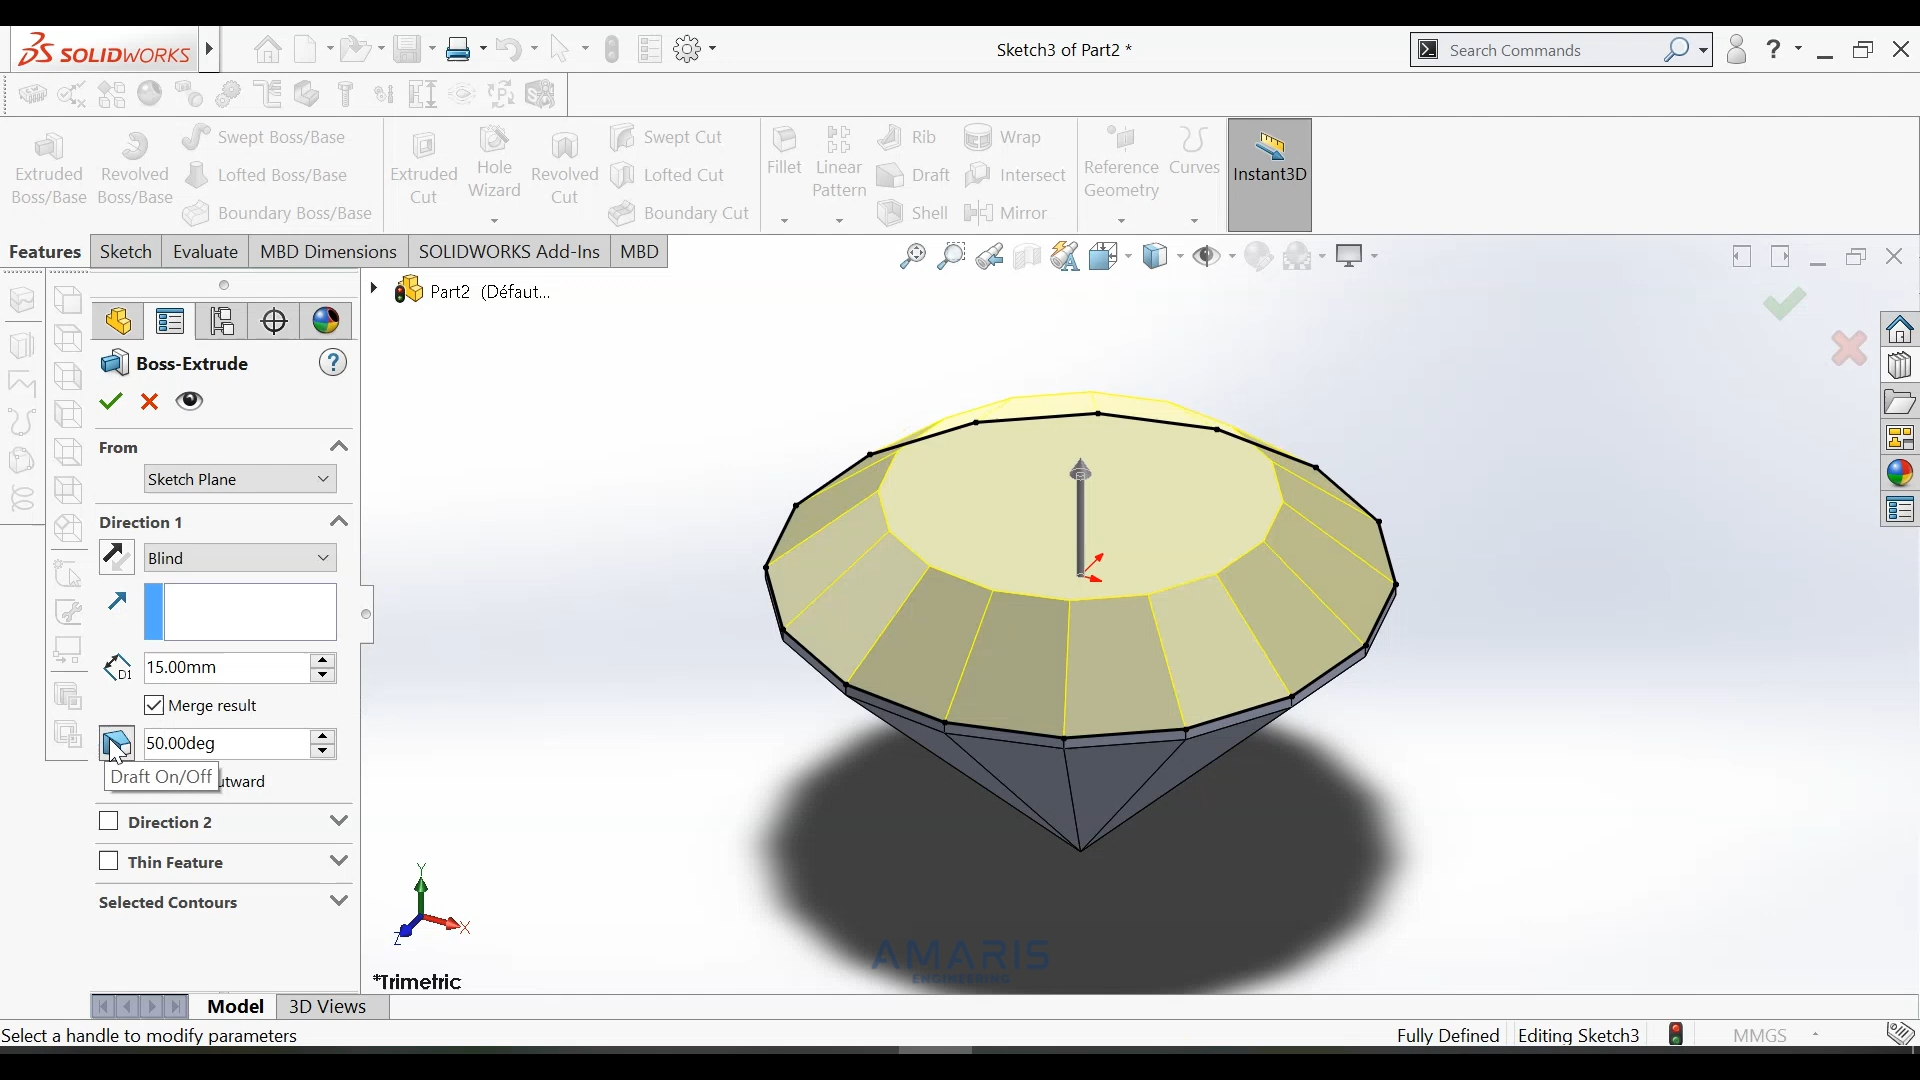 SOLIDWORKS
Sketch3 of Part2 *
Search Commands
?
Extruded Boss/Base
Revolved Boss/Base
Swept Boss/Base
Lofted Boss/Base
Boundary Boss/Base
Extruded Cut
Hole Wizard
Revolved Cut
Swept Cut
Lofted Cut
Boundary Cut
Fillet
Linear Pattern
Rib
Draft
Shell
Wrap
Intersect
Mirror
Reference Geometry
Curves
Instant3D
Features
Sketch
Evaluate
MBD Dimensions
SOLIDWORKS Add-Ins
MBD
Part2 (Défaut...
Boss-Extrude
?
From
Sketch Plane
Direction 1
Blind
D1
15.00mm
Merge result
50.00deg
Draft On/Off
utward
Direction 2
Thin Feature
Selected Contours
Y
X
Z
*Trimetric
AMARIS
ENGINEERING
Model
3D Views
Select a handle to modify parameters
Fully Defined
Editing Sketch3
MMGS